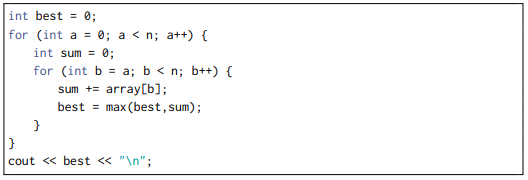 int best = 0;
for (int a = 0; a < n; a++) {
    int sum = 0;
    for (int b = a; b < n; b++) {
        sum += array[b];
        best = max(best,sum);
    }
}
cout << best << "\n";